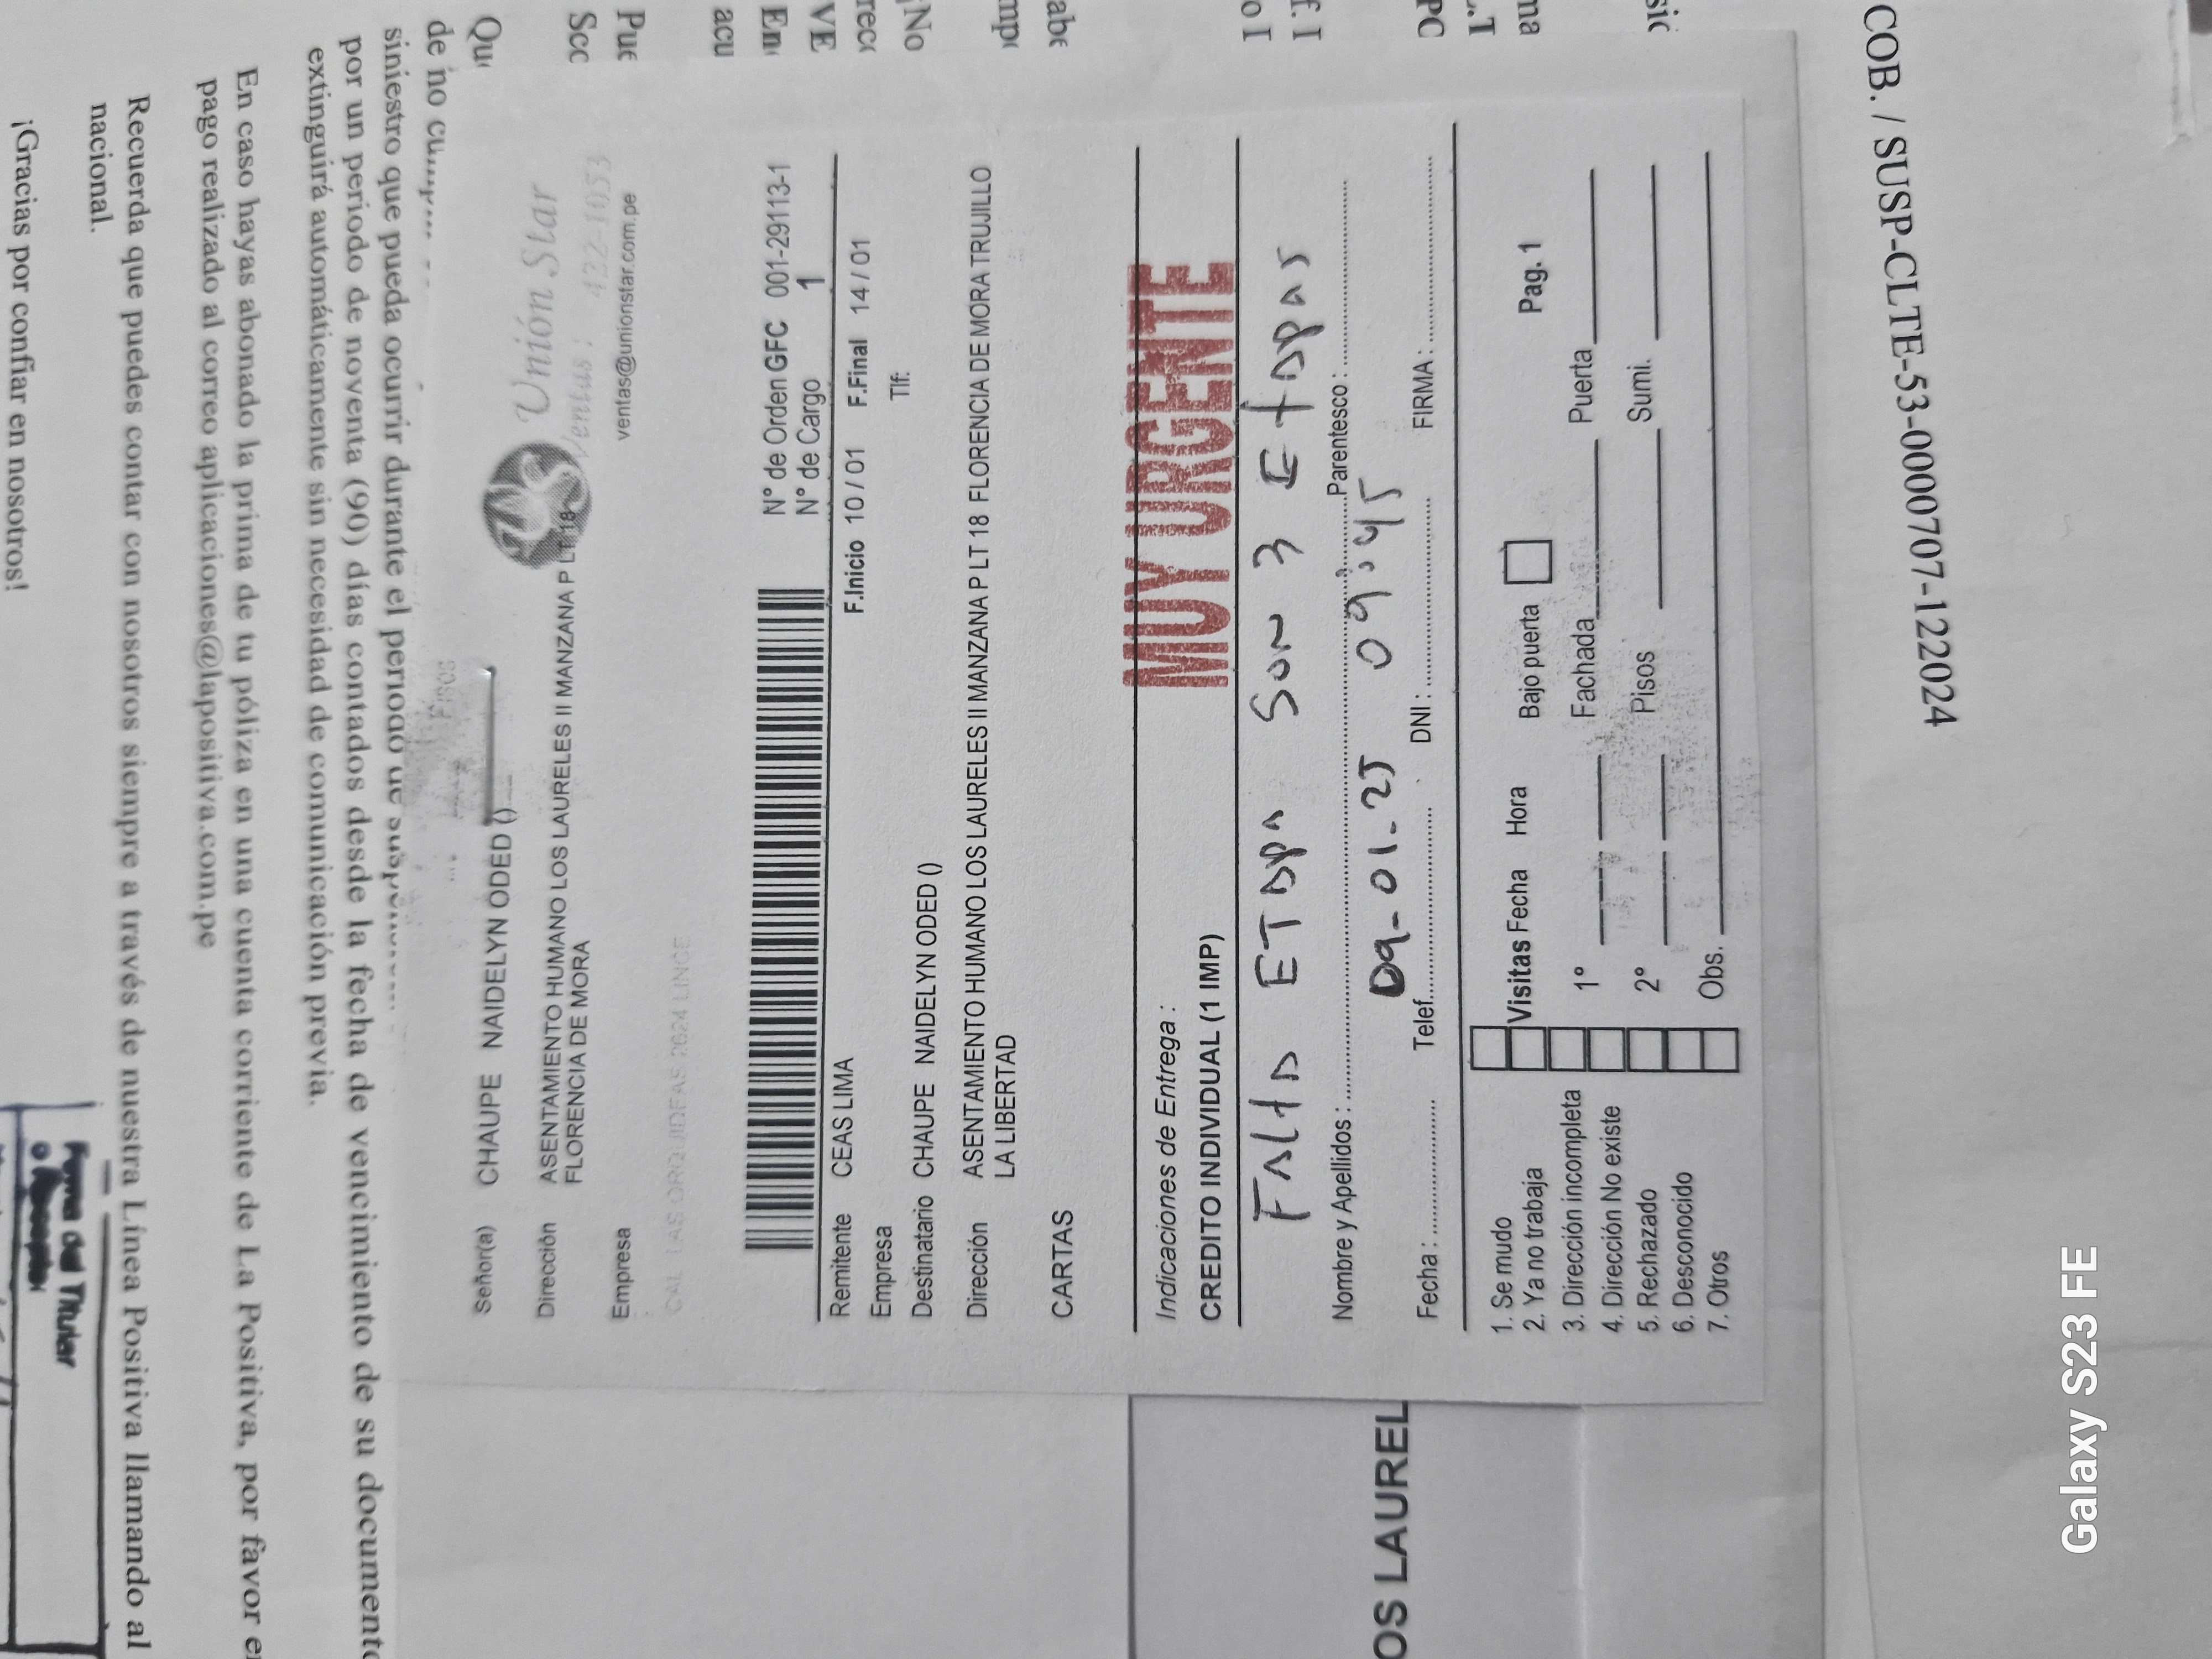 COB. / SUSP-CLTE-53-0000707-122024
Señor(a) CHAUPE NAIDELYN ODED ()
Dirección ASENTAMIENTO HUMANO LOS LAURELES II MANZANA P LT 18
FLORENCIA DE MORA
Empresa
CAL. LAS ORQUIDEAS 2624 LINCE
Unión Star
Ventas : 422-1053
ventas@unionstar.com.pe
N° de Orden GFC 001-29113-1
N° de Cargo 1
Remitente CEAS LIMA
F.Inicio 10 / 01 F.Final 14 / 01
Empresa
Tlf:
Destinatario CHAUPE NAIDELYN ODED ()
Dirección ASENTAMIENTO HUMANO LOS LAURELES II MANZANA P LT 18 FLORENCIA DE MORA TRUJILLO
LA LIBERTAD
CARTAS
MUY URGENTE
Indicaciones de Entrega :
CREDITO INDIVIDUAL (1 IMP)
FAltA ETApA SON 3 EtApAs
Nombre y Apellidos : Parentesco :
09-01-25 09:45
Fecha : Telef. DNI : FIRMA :
1. Se mudo
2. Ya no trabaja
3. Dirección incompleta
4. Dirección No existe
5. Rechazado
6. Desconocido
7. Otros
Visitas Fecha Hora Bajo puerta Pag. 1
1° Fachada Puerta
2° Pisos Sumi.
Obs.
OS LAUREL
de no
siniestro que pueda ocurrir durante el periodo de
por un periodo de noventa (90) días contados desde la fecha de vencimiento de su documento
extinguirá automáticamente sin necesidad de comunicación previa.
En caso hayas abonado la prima de tu póliza en una cuenta corriente de La Positiva, por favor
pago realizado al correo aplicaciones@lapositiva.com.pe
Recuerda que puedes contar con nosotros siempre a través de nuestra Línea Positiva llamando al
nacional.
¡Gracias por confiar en nosotros!
Firma del Titular
Galaxy S23 FE